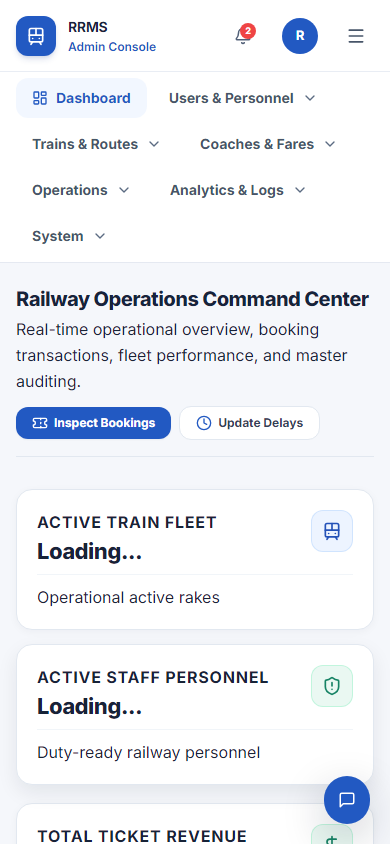 RRMS
Admin Console
2
R
Dashboard
Users & Personnel
Trains & Routes
Coaches & Fares
Operations
Analytics & Logs
System
Railway Operations Command Center
Real-time operational overview, booking
transactions, fleet performance, and master
auditing.
Inspect Bookings
Update Delays
ACTIVE TRAIN FLEET
Loading...
Operational active rakes
ACTIVE STAFF PERSONNEL
Loading...
Duty-ready railway personnel
TOTAL TICKET REVENUE